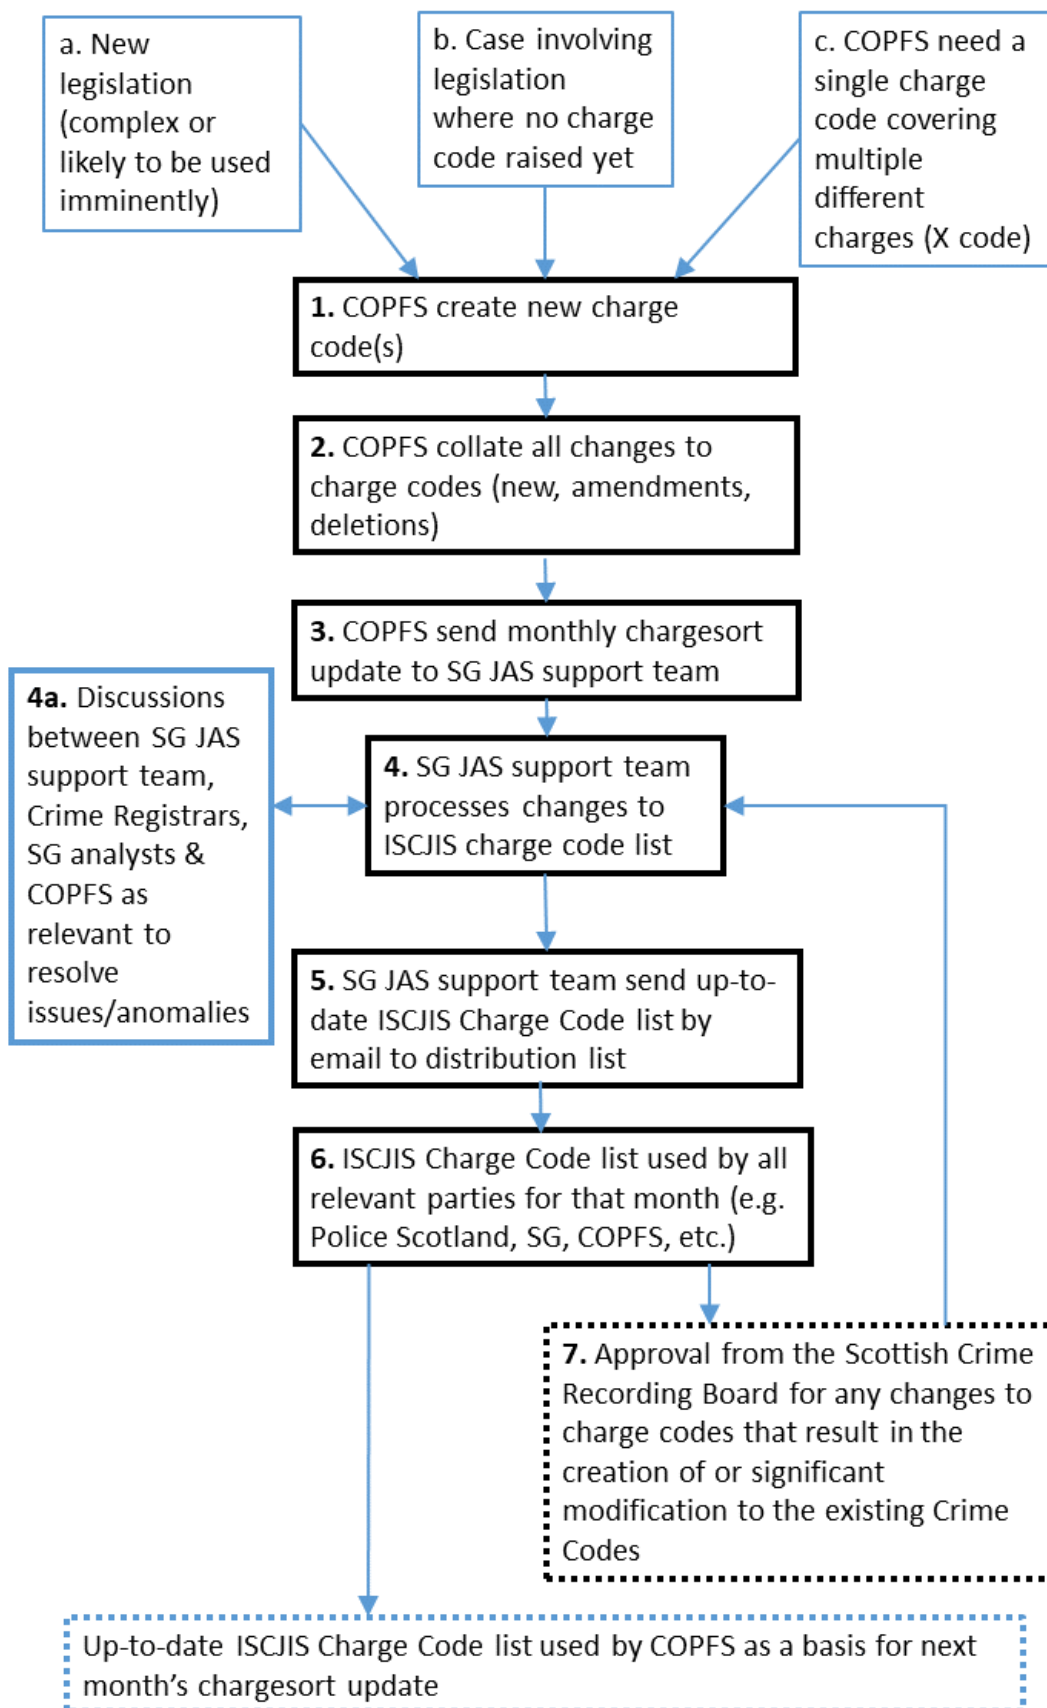 a. New
legislation
(complex or
likely to be used
imminently)
b. Case involving
legislation
where no charge
code raised yet
c. COPFS need a
single charge
code covering
multiple
different
charges (X code)
1. COPFS create new charge
code(s)
2. COPFS collate all changes to
charge codes (new, amendments,
deletions)
3. COPFS send monthly chargesort
update to SG JAS support team
4a. Discussions
between SG JAS
support team,
Crime Registrars,
SG analysts &
COPFS as
relevant to
resolve
issues/anomalies
4. SG JAS support team
processes changes to
ISCJIS charge code list
5. SG JAS support team send up-to-
date ISCJIS Charge Code list by
email to distribution list
6. ISCJIS Charge Code list used by all
relevant parties for that month (e.g.
Police Scotland, SG, COPFS, etc.)
7. Approval from the Scottish Crime
Recording Board for any changes to
charge codes that result in the
creation of or significant
modification to the existing Crime
Codes
Up-to-date ISCJIS Charge Code list used by COPFS as a basis for next
month's chargesort update